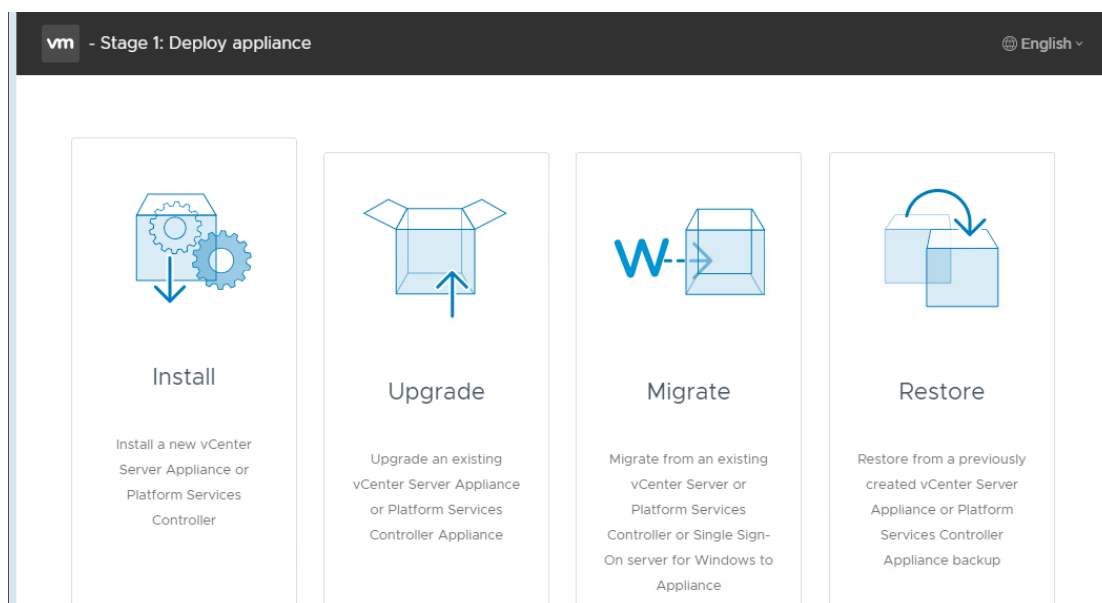 vm - Stage 1: Deploy appliance
English
Install
Install a new vCenter
Server Appliance or
Platform Services
Controller
Upgrade
Upgrade an existing
vCenter Server Appliance
or Platform Services
Controller Appliance
W
Migrate
Migrate from an existing
vCenter Server or
Platform Services
Controller or Single Sign-
On server for Windows to
Appliance
Restore
Restore from a previously
created vCenter Server
Appliance or Platform
Services Controller
Appliance backup